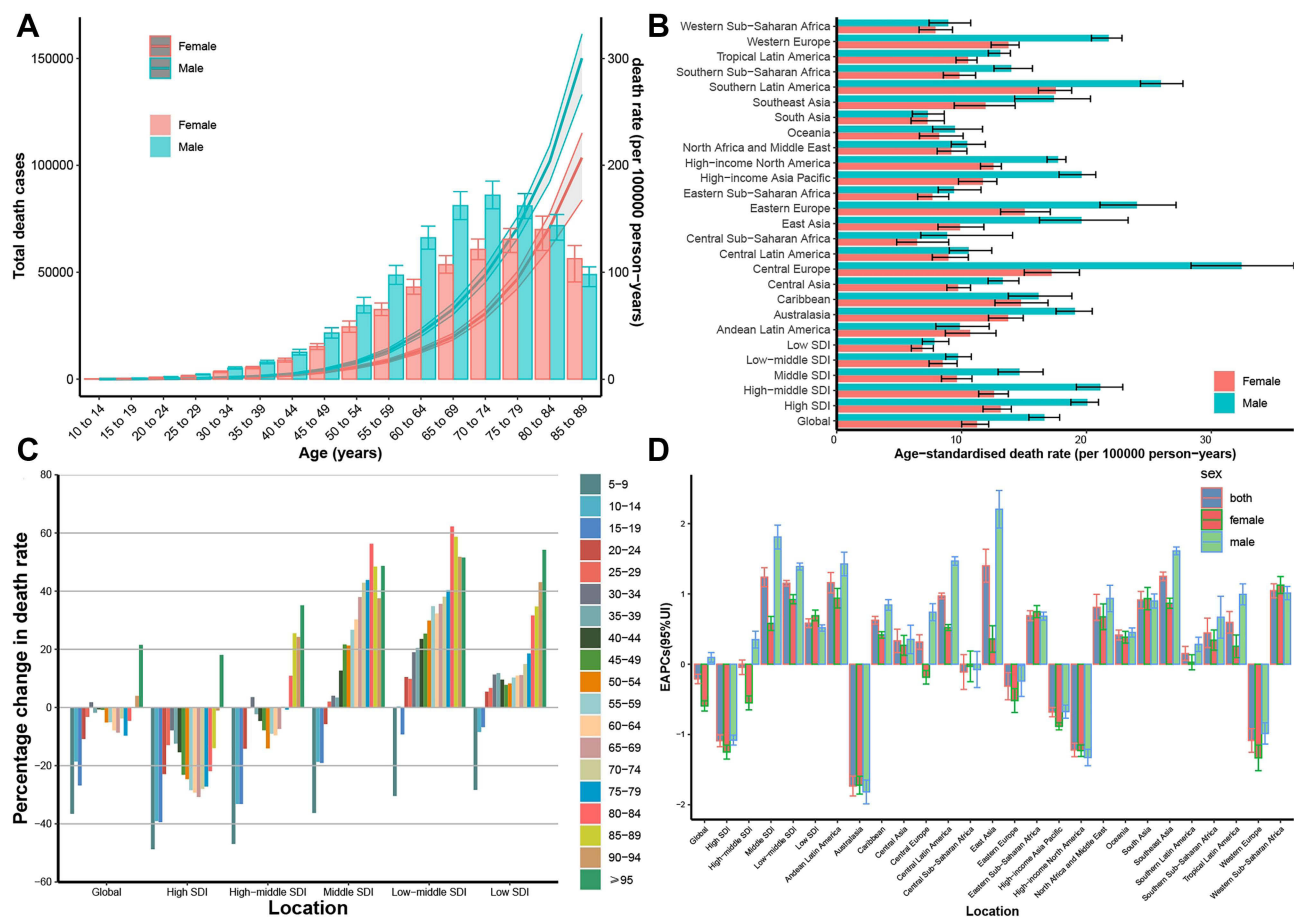 A
Female
Male
Female
Male
Total death cases
150000
100000
50000
0
300
200
100
0
death rate (per 100000 person−years)
10 to 14
15 to 19
20 to 24
25 to 29
30 to 34
35 to 39
40 to 44
45 to 49
50 to 54
55 to 59
60 to 64
65 to 69
70 to 74
75 to 79
80 to 84
85 to 89
Age (years)
B
Western Sub−Saharan Africa
Western Europe
Tropical Latin America
Southern Sub−Saharan Africa
Southern Latin America
Southeast Asia
South Asia
Oceania
North Africa and Middle East
High−income North America
High−income Asia Pacific
Eastern Sub−Saharan Africa
Eastern Europe
East Asia
Central Sub−Saharan Africa
Central Latin America
Central Europe
Central Asia
Caribbean
Australasia
Andean Latin America
Low SDI
Low−middle SDI
Middle SDI
High−middle SDI
High SDI
Global
Female
Male
0
10
20
30
Age−standardised death rate (per 100000 person−years)
C
Percentage change in death rate
80
60
40
20
0
−20
−40
−60
Global
High SDI
High−middle SDI
Middle SDI
Low−middle SDI
Low SDI
Location
5−9
10−14
15−19
20−24
25−29
30−34
35−39
40−44
45−49
50−54
55−59
60−64
65−69
70−74
75−79
80−84
85−89
90−94
⩾95
D
sex
both
female
male
EAPCs(95%UI)
2
1
0
−1
−2
Global
High SDI
High−middle SDI
Middle SDI
Low−middle SDI
Low SDI
Andean Latin America
Australasia
Caribbean
Central Asia
Central Europe
Central Latin America
Central Sub−Saharan Africa
East Asia
Eastern Europe
Eastern Sub−Saharan Africa
High−income Asia Pacific
High−income North America
North Africa and Middle East
Oceania
South Asia
Southeast Asia
Southern Latin America
Southern Sub−Saharan Africa
Tropical Latin America
Western Europe
Western Sub−Saharan Africa
Location